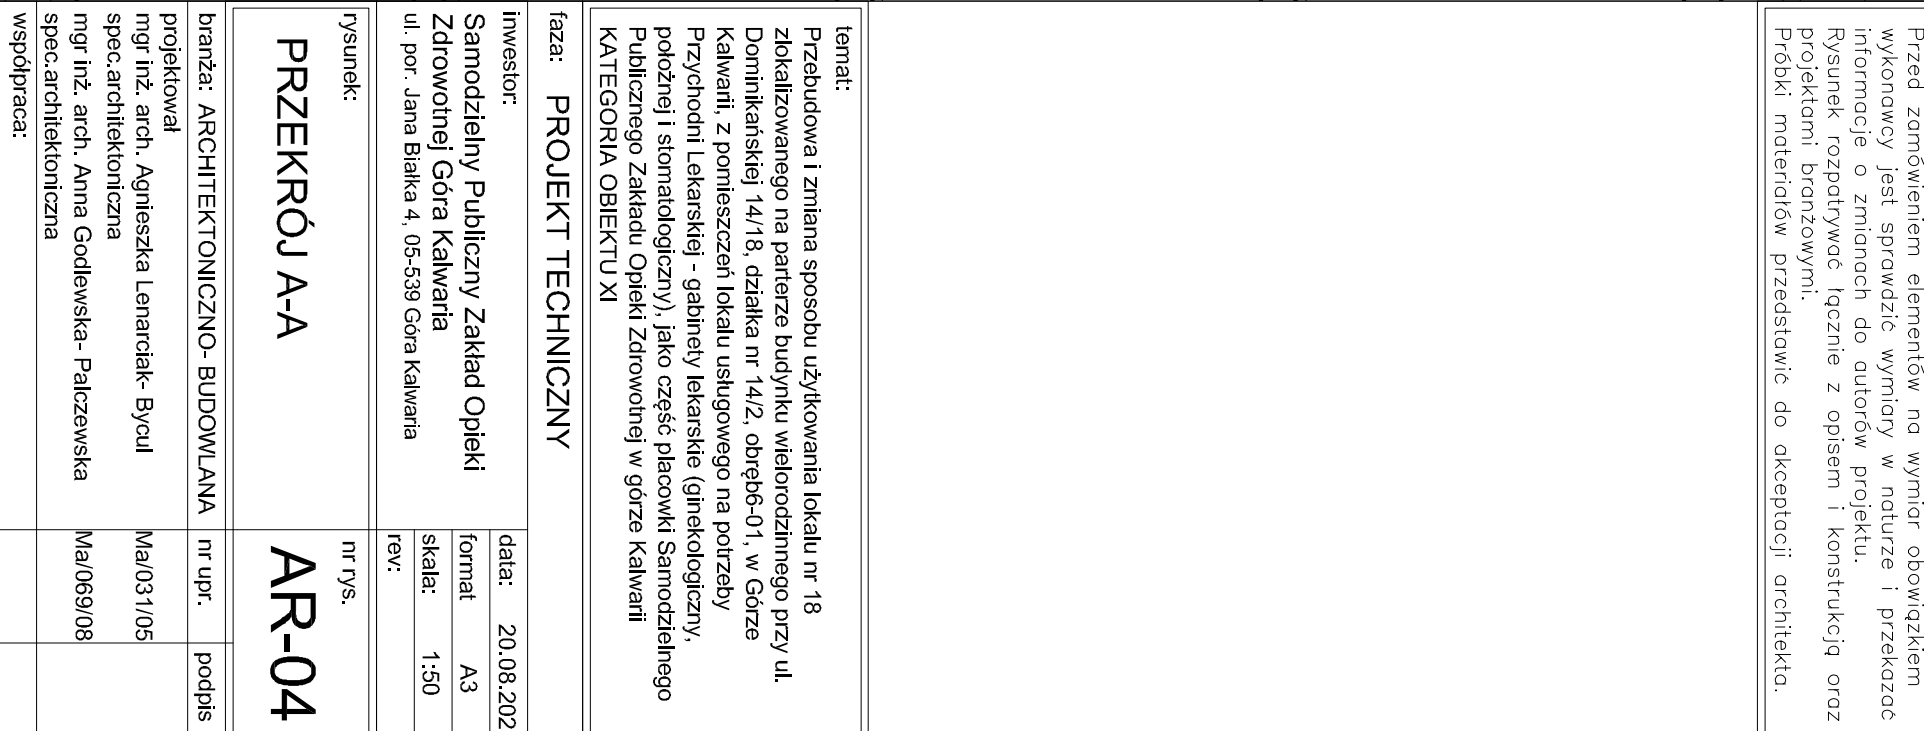 Przed zamówieniem elementów na wymiar obowiązkiem
wykonawcy jest sprawdzić wymiary w naturze i przekazać
informacje o zmianach do autorów projektu.
Rysunek rozpatrywać łącznie z opisem i konstrukcją oraz
projektami branżowymi.
Próbki materiałów przedstawić do akceptacji architekta.
temat:
Przebudowa i zmiana sposobu użytkowania lokalu nr 18
zlokalizowanego na parterze budynku wielorodzinnego przy ul.
Dominikańskiej 14/18, działka nr 14/2, obręb6-01, w Górze
Kalwarii, z pomieszczeń lokalu usługowego na potrzeby
Przychodni Lekarskiej - gabinety lekarskie (ginekologiczny,
położnej i stomatologiczny), jako część placowki Samodzielnego
Publicznego Zakładu Opieki Zdrowotnej w górze Kalwarii
KATEGORIA OBIEKTU XI
faza: PROJEKT TECHNICZNY
inwestor:
Samodzielny Publiczny Zakład Opieki
Zdrowotnej Góra Kalwaria
ul. por. Jana Białka 4, 05-539 Góra Kalwaria
data: 20.08.202
format A3
skala: 1:50
rev:
rysunek:
PRZEKRÓJ A-A
nr rys.
AR-04
branża: ARCHITEKTONICZNO- BUDOWLANA nr upr. podpis
projektował
mgr inż. arch. Agnieszka Lenarciak- Bycul Ma/031/05
spec.architektoniczna
mgr inż. arch. Anna Godlewska- Palczewska Ma/069/08
spec.architektoniczna
współpraca: